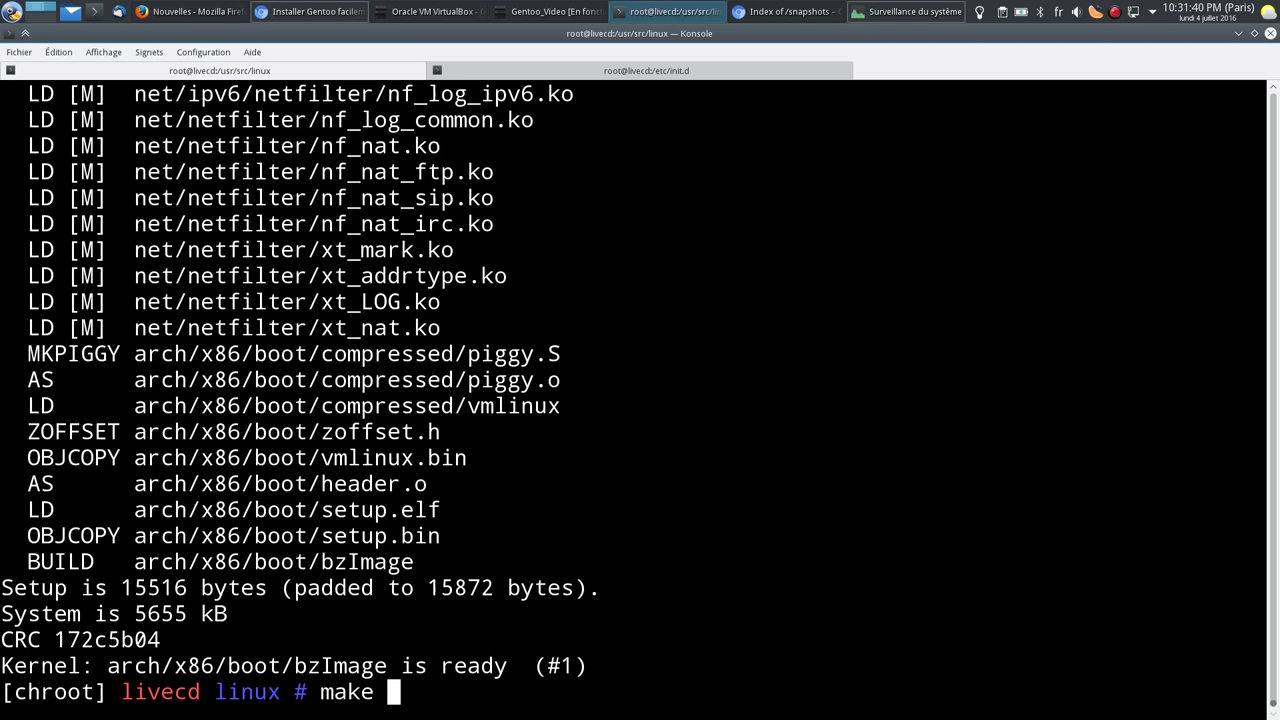 Nouvelles - Mozilla Firef
Installer Gentoo facilem
Oracle VM VirtualBox
Gentoo_Video [En fonct
root@livecd:/usr/src/lin
Index of /snapshots –
Surveillance du système
fr
10:31:40 (Paris)
lundi 4 juillet 2016
root@livecd:/usr/src/linux — Konsole
Fichier Édition Affichage Signets Configuration Aide
root@livecd:/usr/src/linux
root@livecd:/etc/init.d
LD [M] net/ipv6/netfilter/nf_log_ipv6.ko
LD [M] net/netfilter/nf_log_common.ko
LD [M] net/netfilter/nf_nat.ko
LD [M] net/netfilter/nf_nat_ftp.ko
LD [M] net/netfilter/nf_nat_sip.ko
LD [M] net/netfilter/nf_nat_irc.ko
LD [M] net/netfilter/xt_mark.ko
LD [M] net/netfilter/xt_addrtype.ko
LD [M] net/netfilter/xt_LOG.ko
LD [M] net/netfilter/xt_nat.ko
MKPIGGY arch/x86/boot/compressed/piggy.S
AS arch/x86/boot/compressed/piggy.o
LD arch/x86/boot/compressed/vmlinux
ZOFFSET arch/x86/boot/zoffset.h
OBJCOPY arch/x86/boot/vmlinux.bin
AS arch/x86/boot/header.o
LD arch/x86/boot/setup.elf
OBJCOPY arch/x86/boot/setup.bin
BUILD arch/x86/boot/bzImage
Setup is 15516 bytes (padded to 15872 bytes).
System is 5655 kB
CRC 172c5b04
Kernel: arch/x86/boot/bzImage is ready (#1)
[chroot] livecd linux # make